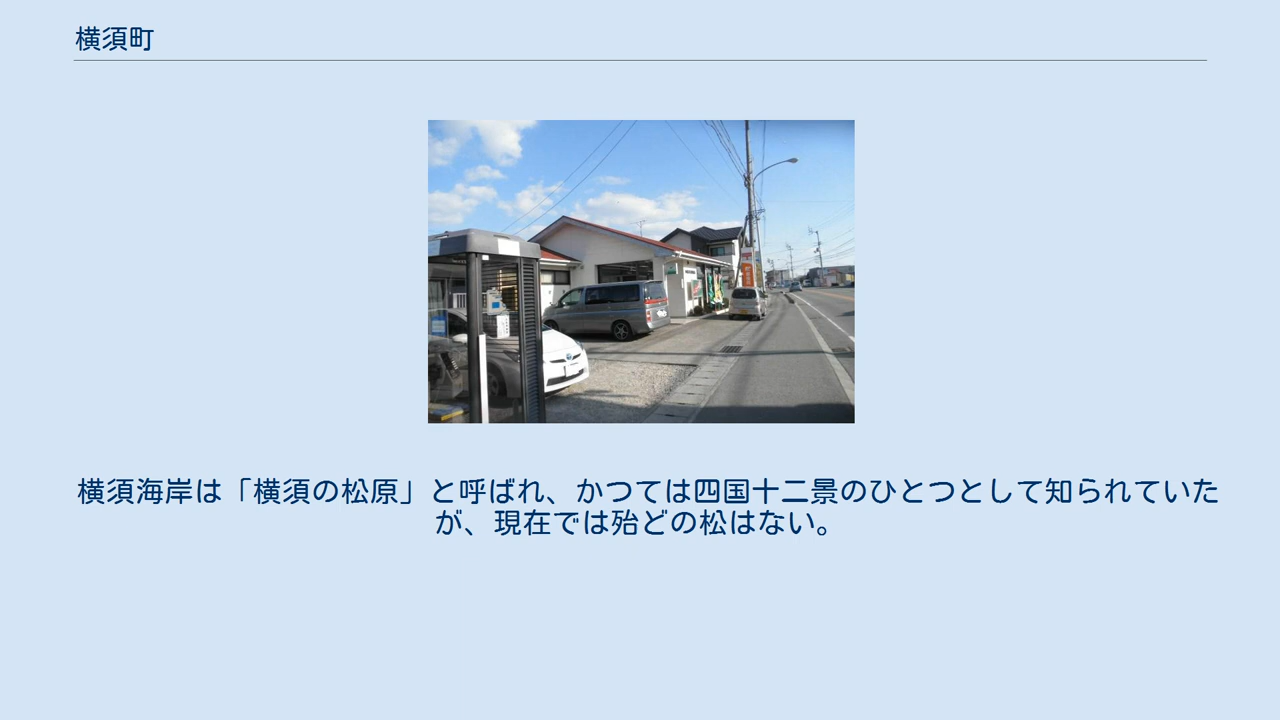 横須町
横須海岸は「横須の松原」と呼ばれ、かつては四国十二景のひとつとして知られていた
が、現在では殆どの松はない。